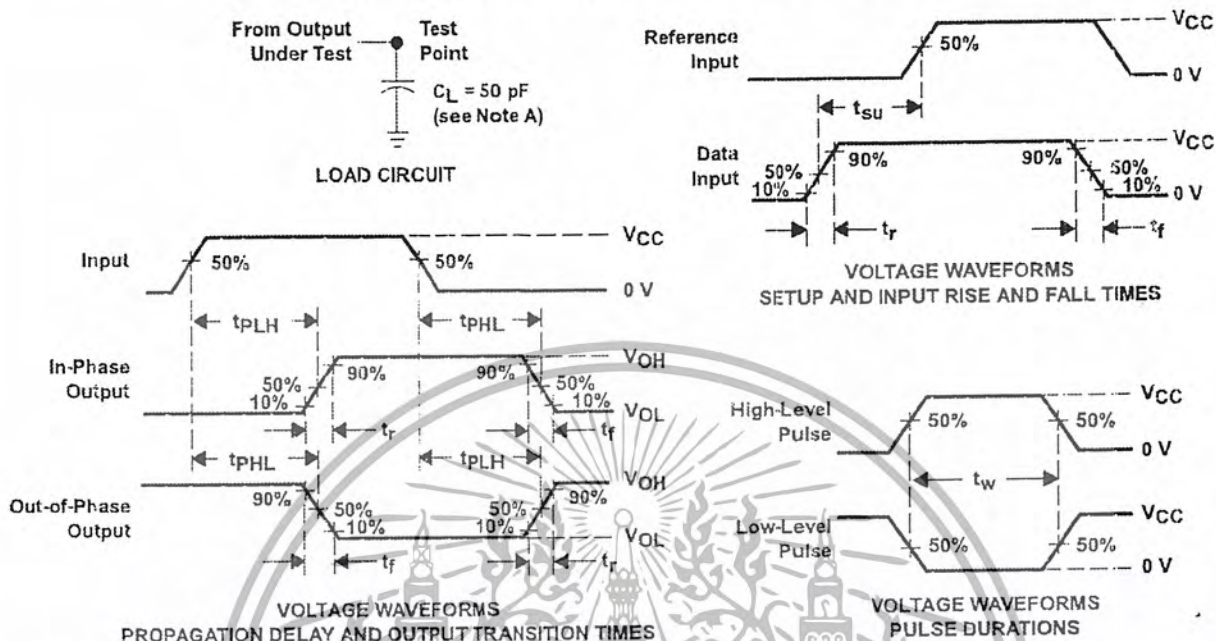 From Output
Under Test
Test
Point
CL = 50 pF
(see Note A)
LOAD CIRCUIT
Reference
Input
50%
VCC
0 V
tsu
Data
Input
50%
10%
90%
90%
50%
10%
VCC
0 V
tr
tf
VOLTAGE WAVEFORMS
SETUP AND INPUT RISE AND FALL TIMES
Input
50%
50%
VCC
0 V
tPLH
tPHL
In-Phase
Output
50%
10%
90%
90%
50%
10%
VOH
VOL
tr
tf
tPHL
tPLH
Out-of-Phase
Output
90%
50%
10%
50%
10%
90%
VOH
VOL
tf
tr
VOLTAGE WAVEFORMS
PROPAGATION DELAY AND OUTPUT TRANSITION TIMES
High-Level
Pulse
50%
50%
VCC
0 V
tw
Low-Level
Pulse
50%
50%
VCC
0 V
VOLTAGE WAVEFORMS
PULSE DURATIONS